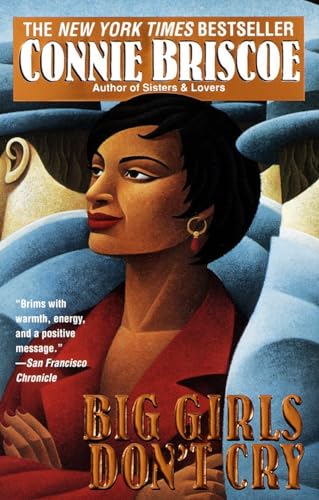 THE NEW YORK TIMES BESTSELLER
CONNIE BRISCOE
Author of Sisters & Lovers
"Brims with
warmth, energy,
and a positive
message."
—San Francisco
Chronicle
BIG GIRLS
DON'T CRY